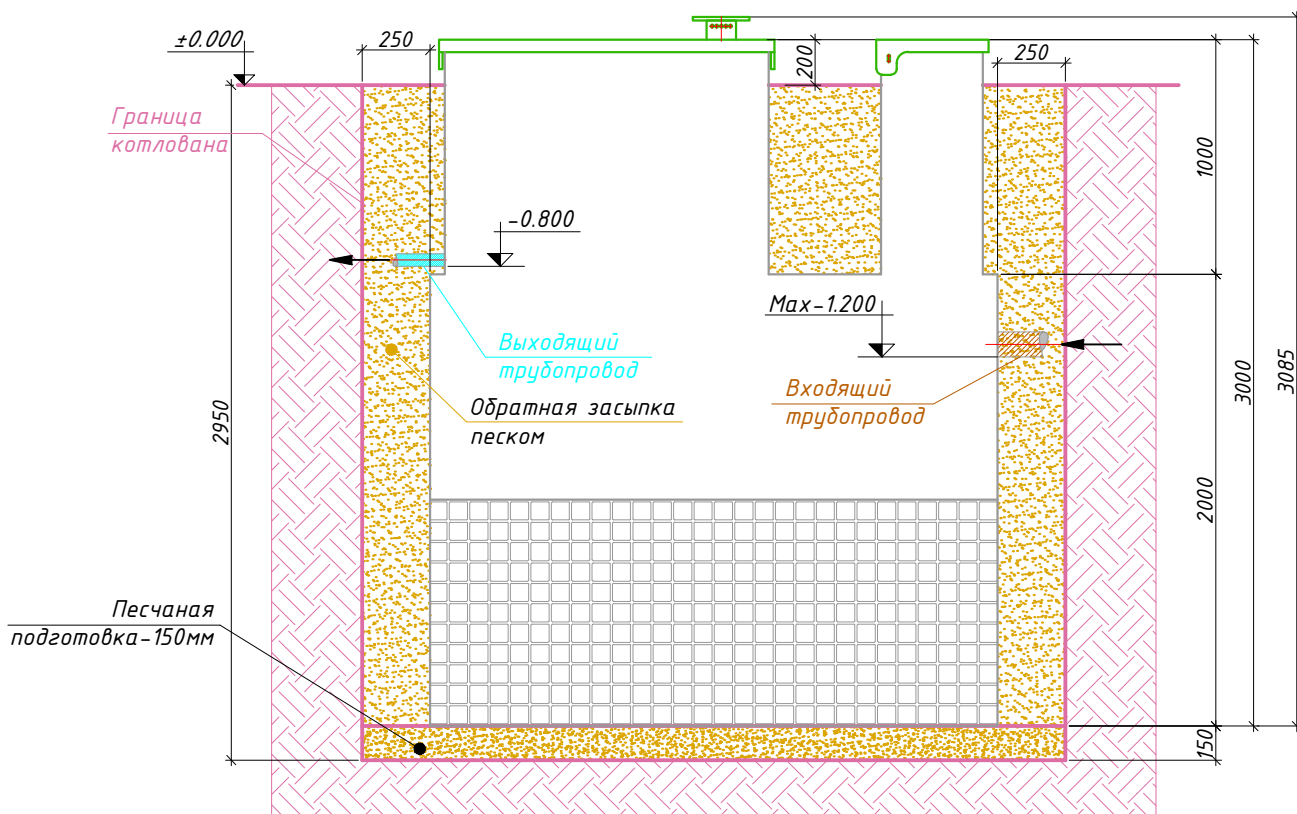 ±0.000
250
200
250
3085
Граница
котлована
1000
-0.800
Max-1.200
Выходящий
трубопровод
Входящий
трубопровод
Обратная засыпка
песком
2950
3000
2000
Песчаная
подготовка-150мм
150